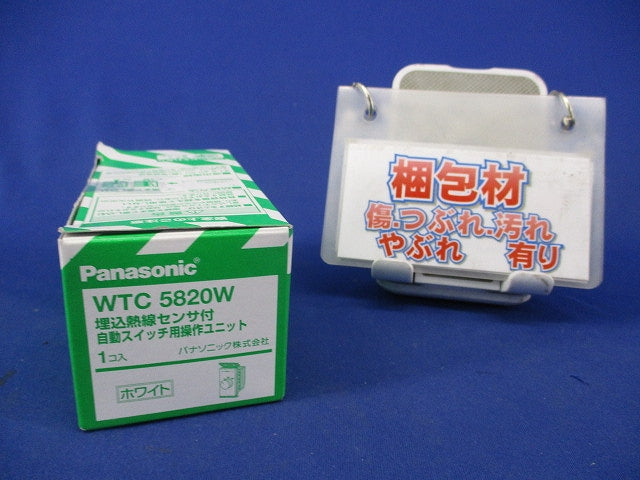 Panasonic®
WTC 5820W
埋込熱線センサ付
自動スイッチ用操作ユニット
1コ入
パナソニック株式会社
ホワイト
梱包材
傷.つぶれ.汚れ
やぶれ 有り